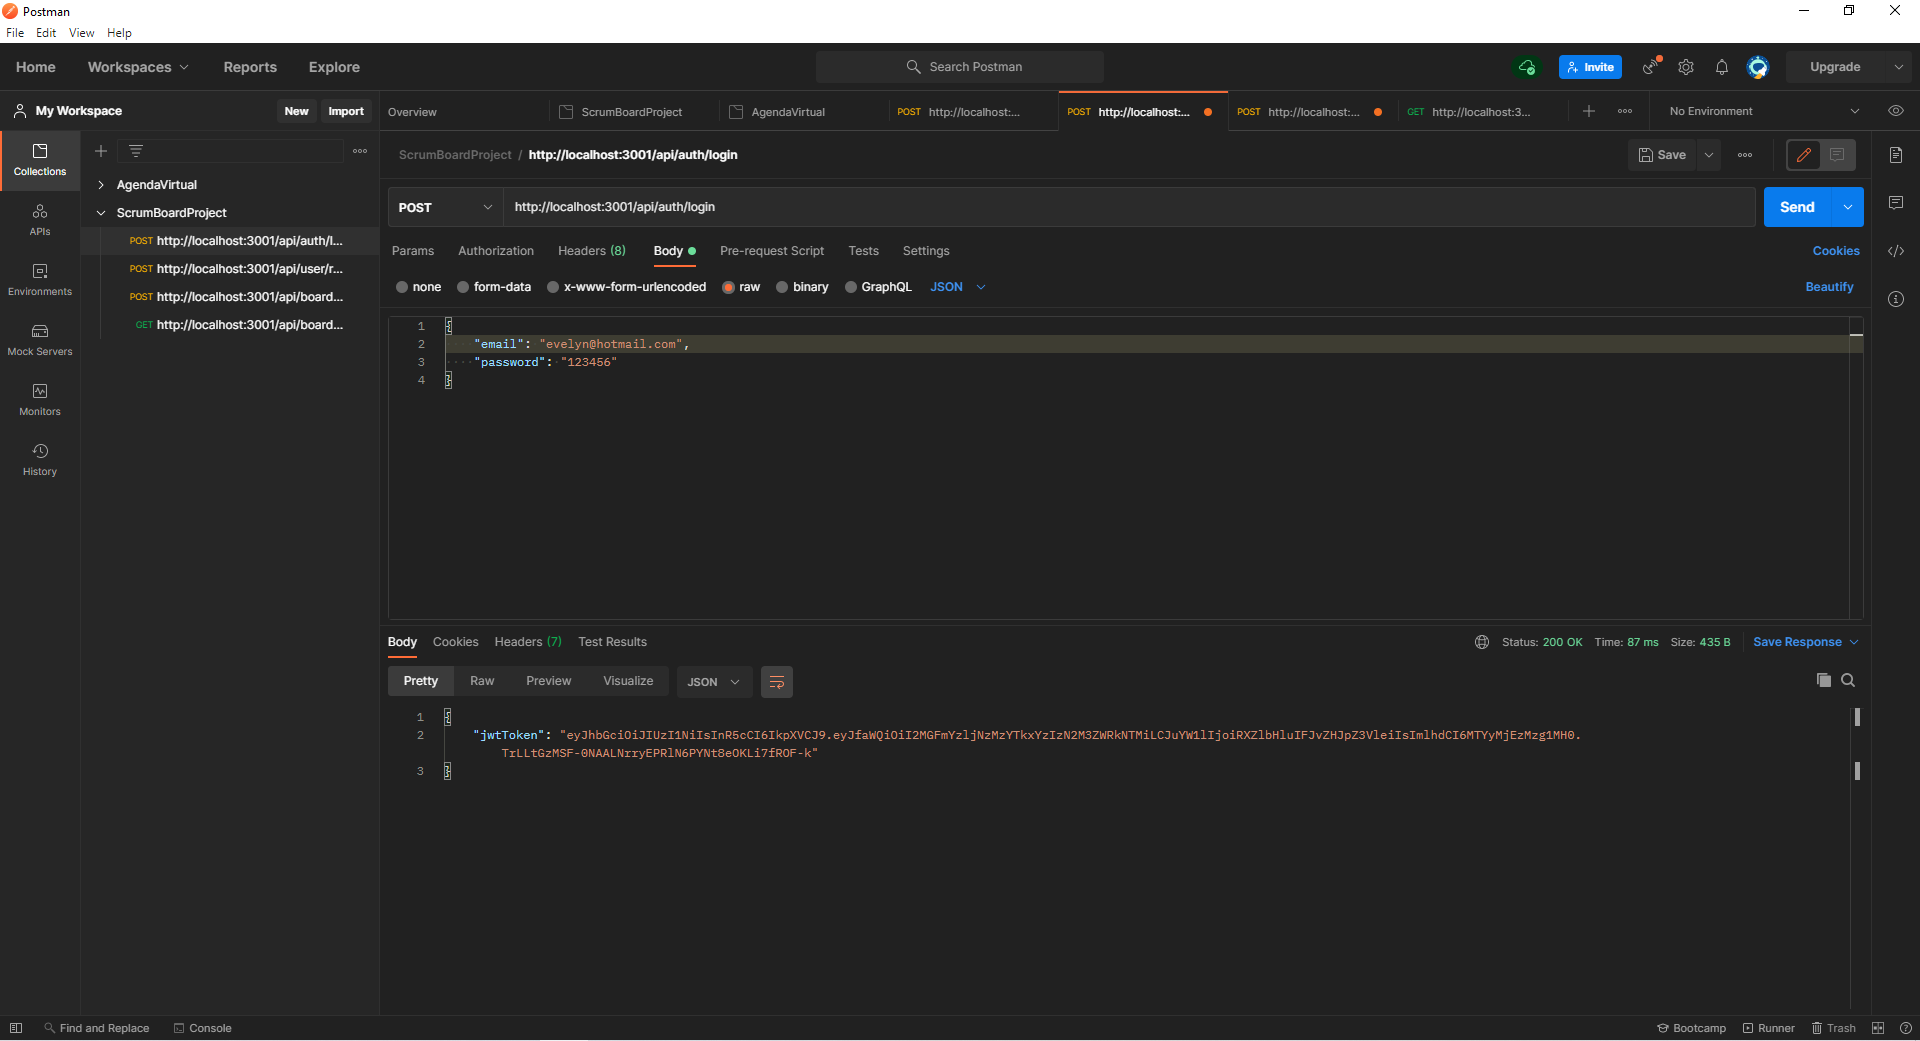 Postman
File Edit View Help
Home Workspaces Reports Explore Search Postman Invite Upgrade
My Workspace New Import Overview ScrumBoardProject AgendaVirtual POST http://localhost:... POST http://localhost:... POST http://localhost:... GET http://localhost:3... No Environment
ScrumBoardProject / http://localhost:3001/api/auth/login Save
Collections
APIs
Environments
Mock Servers
Monitors
History
AgendaVirtual
ScrumBoardProject
POST http://localhost:3001/api/auth/l...
POST http://localhost:3001/api/user/r...
POST http://localhost:3001/api/board...
GET http://localhost:3001/api/board...
POST http://localhost:3001/api/auth/login Send
Params Authorization Headers (8) Body Pre-request Script Tests Settings Cookies
none form-data x-www-form-urlencoded raw binary GraphQL JSON Beautify
1 {
2 "email": "evelyn@hotmail.com",
3 "password": "123456"
4 }
Body Cookies Headers (7) Test Results Status: 200 OK Time: 87 ms Size: 435 B Save Response
Pretty Raw Preview Visualize JSON
1 {
2 "jwtToken": "eyJhbGciOiJIUzI1NiIsInR5cCI6IkpXVCJ9.eyJfaWQiOiI2MGFmYzljNzMzYTkxYzIzN2M3ZWRkNTMiLCJuYW1lIjoiRXZlbHluIFJvZHJpZ3VleiIsImlhdCI6MTYyMjEzMzg1MH0.
TrLLtGzMSF-0NAALNrryEPRlN6PYNt8eOKLi7fROF-k"
3 }
Find and Replace Console Bootcamp Runner Trash